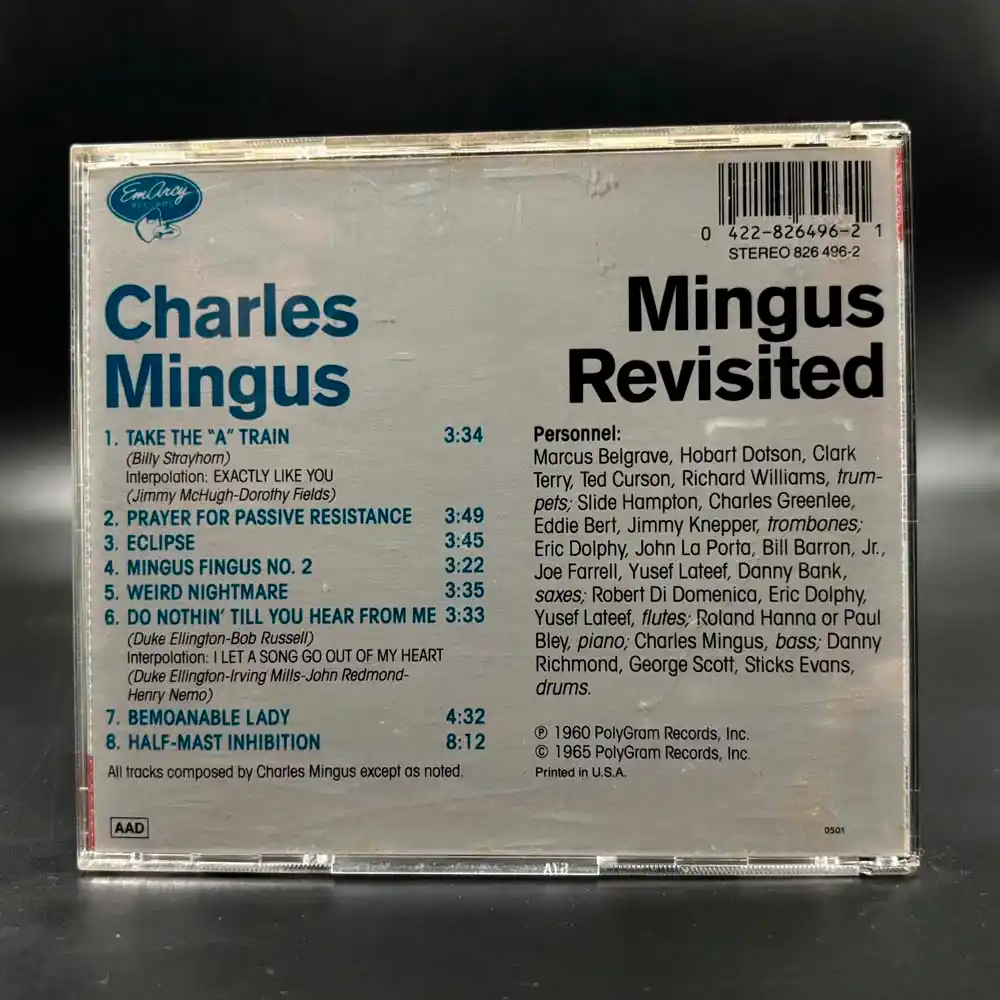 EmArcy
RECORDS
0 422-826496-2 1
STEREO 826 496-2
Charles
Mingus
Mingus
Revisited
1. TAKE THE "A" TRAIN 3:34
(Billy Strayhorn)
Interpolation: EXACTLY LIKE YOU
(Jimmy McHugh-Dorothy Fields)
2. PRAYER FOR PASSIVE RESISTANCE 3:49
3. ECLIPSE 3:45
4. MINGUS FINGUS NO. 2 3:22
5. WEIRD NIGHTMARE 3:35
6. DO NOTHIN' TILL YOU HEAR FROM ME 3:33
(Duke Ellington-Bob Russell)
Interpolation: I LET A SONG GO OUT OF MY HEART
(Duke Ellington-Irving Mills-John Redmond-
Henry Nemo)
7. BEMOANABLE LADY 4:32
8. HALF-MAST INHIBITION 8:12
All tracks composed by Charles Mingus except as noted.
AAD
Personnel:
Marcus Belgrave, Hobart Dotson, Clark
Terry, Ted Curson, Richard Williams, trum-
pets; Slide Hampton, Charles Greenlee,
Eddie Bert, Jimmy Knepper, trombones;
Eric Dolphy, John La Porta, Bill Barron, Jr.,
Joe Farrell, Yusef Lateef, Danny Bank,
saxes; Robert Di Domenica, Eric Dolphy,
Yusef Lateef, flutes; Roland Hanna or Paul
Bley, piano; Charles Mingus, bass; Danny
Richmond, George Scott, Sticks Evans,
drums.
℗ 1960 PolyGram Records, Inc.
© 1965 PolyGram Records, Inc.
Printed in U.S.A.
0501